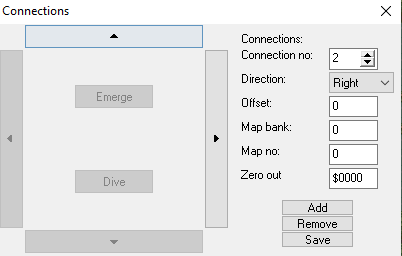 Connections
Emerge
Dive
Connections:
Connection no: 2
Direction: Right
Offset: 0
Map bank: 0
Map no: 0
Zero out $0000
Add
Remove
Save